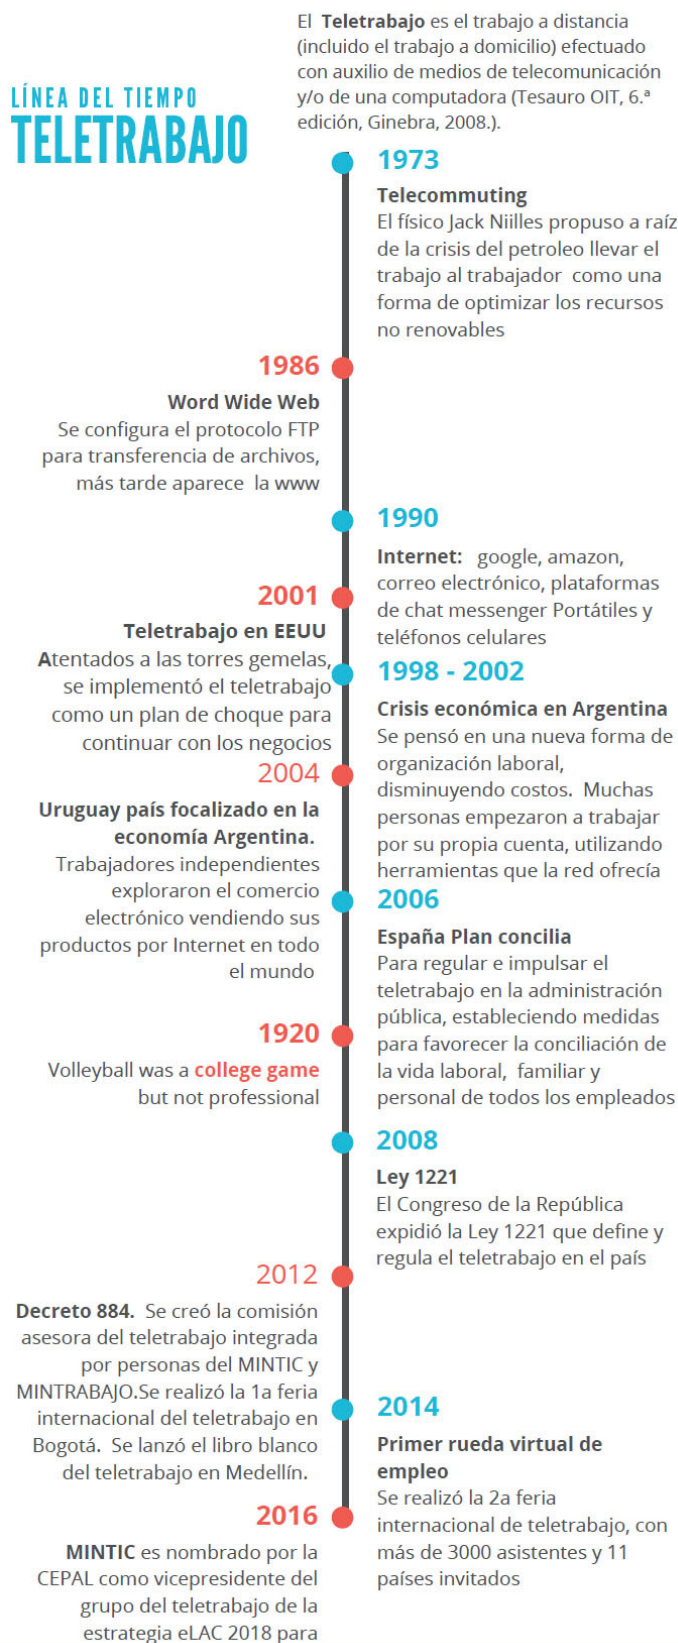 El Teletrabajo es el trabajo a distancia
(incluido el trabajo a domicilio) efectuado
con auxilio de medios de telecomunicación
y/o de una computadora (Tesauro OIT, 6.ª
edición, Ginebra, 2008.).
LÍNEA DEL TIEMPO
TELETRABAJO
1973
Telecommuting
El físico Jack Niilles propuso a raíz
de la crisis del petroleo llevar el
trabajo al trabajador como una
forma de optimizar los recursos
no renovables
1986
Word Wide Web
Se configura el protocolo FTP
para transferencia de archivos,
más tarde aparece la www
1990
Internet: google, amazon,
correo electrónico, plataformas
de chat messenger Portátiles y
teléfonos celulares
2001
Teletrabajo en EEUU
Atentados a las torres gemelas,
se implementó el teletrabajo
como un plan de choque para
continuar con los negocios
1998 - 2002
Crisis económica en Argentina
Se pensó en una nueva forma de
organización laboral,
disminuyendo costos. Muchas
personas empezaron a trabajar
por su propia cuenta, utilizando
herramientas que la red ofrecía
2004
Uruguay país focalizado en la
economía Argentina.
Trabajadores independientes
exploraron el comercio
electrónico vendiendo sus
productos por Internet en todo
el mundo
2006
España Plan concilia
Para regular e impulsar el
teletrabajo en la administración
pública, estableciendo medidas
para favorecer la conciliación de
la vida laboral, familiar y
personal de todos los empleados
1920
Volleyball was a college game
but not professional
2008
Ley 1221
El Congreso de la República
expidió la Ley 1221 que define y
regula el teletrabajo en el país
2012
Decreto 884. Se creó la comisión
asesora del teletrabajo integrada
por personas del MINTIC y
MINTRABAJO.Se realizó la 1a feria
internacional del teletrabajo en
Bogotá. Se lanzó el libro blanco
del teletrabajo en Medellín.
2014
Primer rueda virtual de
empleo
Se realizó la 2a feria
internacional de teletrabajo, con
más de 3000 asistentes y 11
países invitados
2016
MINTIC es nombrado por la
CEPAL como vicepresidente del
grupo del teletrabajo de la
estrategia eLAC 2018 para